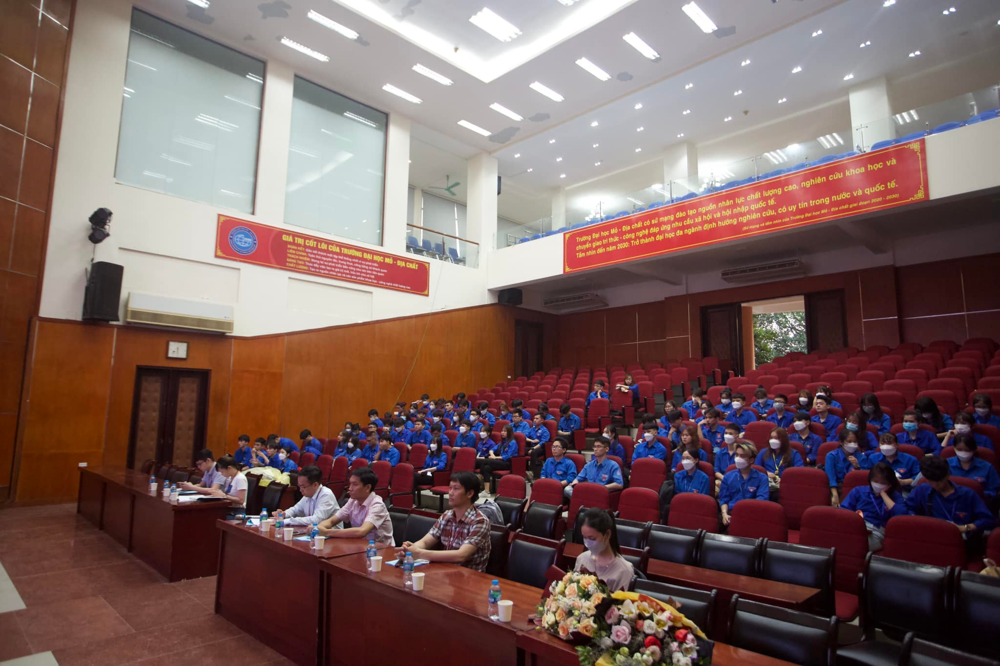 GIÁ TRỊ CỐT LÕI CỦA TRƯỜNG ĐẠI HỌC MỎ - ĐỊA CHẤT
ĐOÀN KẾT: Gắn kết thành một tập thể thống nhất vì sự phát triển
LIÊM CHÍNH: Tuân thủ nguyên tắc, trung thực, công bằng và khách quan
TRÁCH NHIỆM: Mang lại sự phát triển bền vững cho các bên liên quan
SÁNG TẠO: Thúc đẩy việc tạo ra giá trị mới, hữu ích cho xã hội
CHẤT LƯỢNG: Tạo ra nguồn nhân lực và các sản phẩm khoa học - công nghệ chất lượng cao
Trường Đại học Mỏ - Địa chất có sứ mạng đào tạo nguồn nhân lực chất lượng cao, nghiên cứu khoa học và
chuyển giao tri thức - công nghệ đáp ứng nhu cầu xã hội và hội nhập quốc tế.
Tầm nhìn đến năm 2030: Trở thành đại học đa ngành định hướng nghiên cứu, có uy tín trong nước và quốc tế.
(Sứ mạng và tầm nhìn của Trường Đại học Mỏ - Địa chất giai đoạn 2020 - 2030)